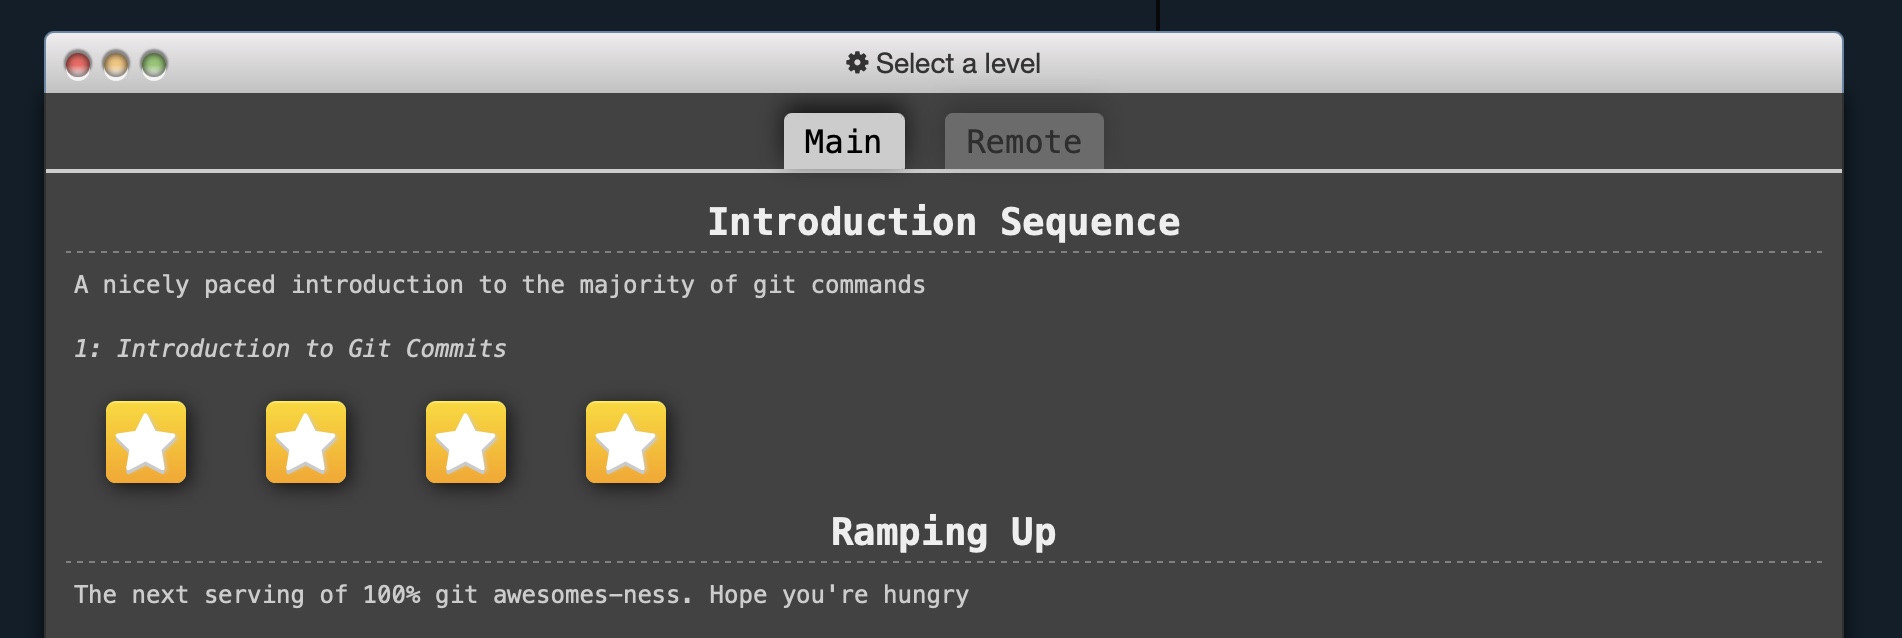 Select a level
Main Remote
Introduction Sequence
A nicely paced introduction to the majority of git commands
1: Introduction to Git Commits
Ramping Up
The next serving of 100% git awesomes-ness. Hope you're hungry